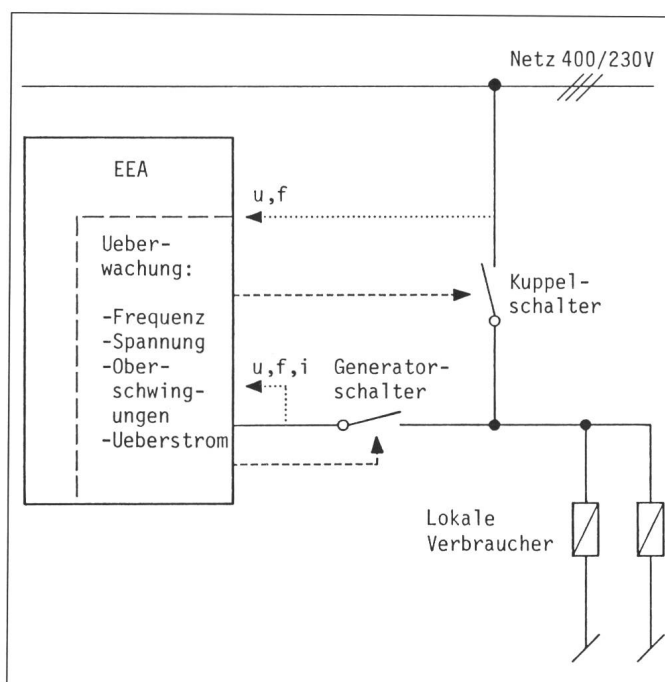 Netz 400/230V
EEA
u,f
Ueber-
wachung:
Kuppel-
schalter
-Frequenz
-Spannung
-Ober-
schwing-
ungen
-Ueberstrom
u,f,i
Generator-
schalter
Lokale
Verbraucher